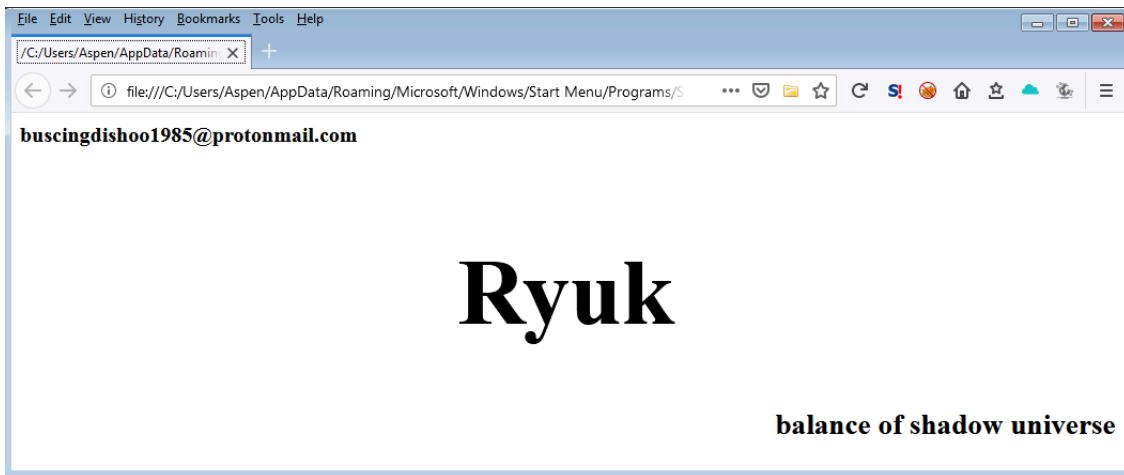 File Edit View History Bookmarks Tools Help
/C:/Users/Aspen/AppData/Roamin
file:///C:/Users/Aspen/AppData/Roaming/Microsoft/Windows/Start Menu/Programs/S
buscingdishoo1985@protonmail.com
Ryuk
balance of shadow universe